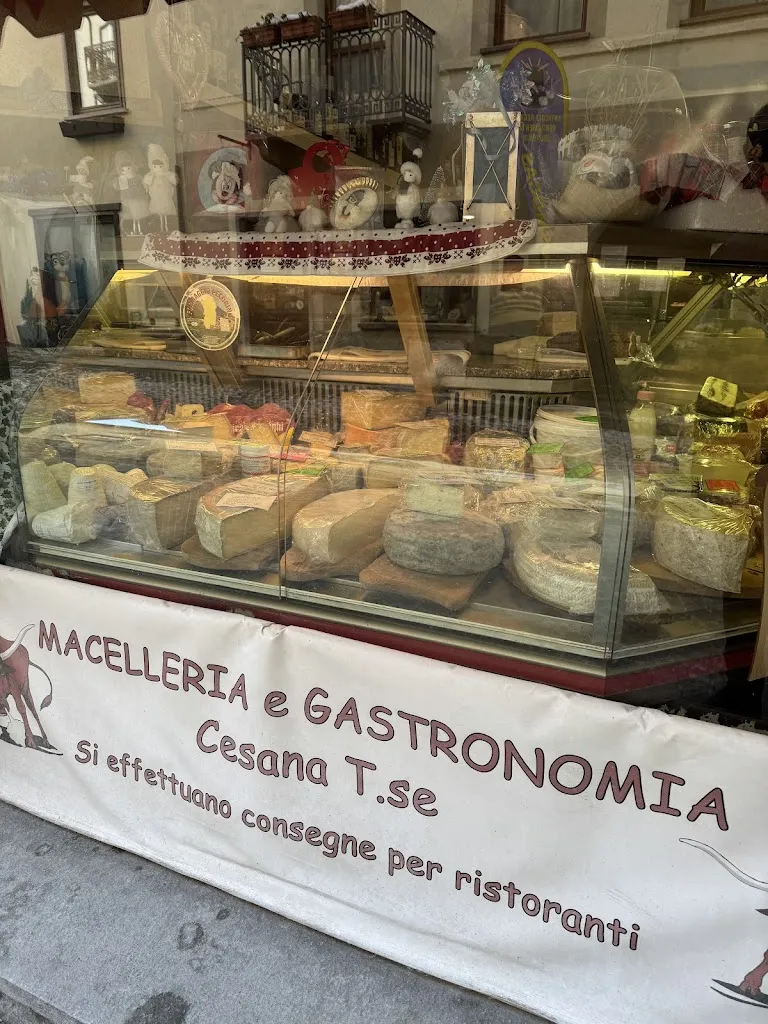 MACELLERIA e GASTRONOMIA
Cesana T.se
Si effettuano consegne per ristoranti